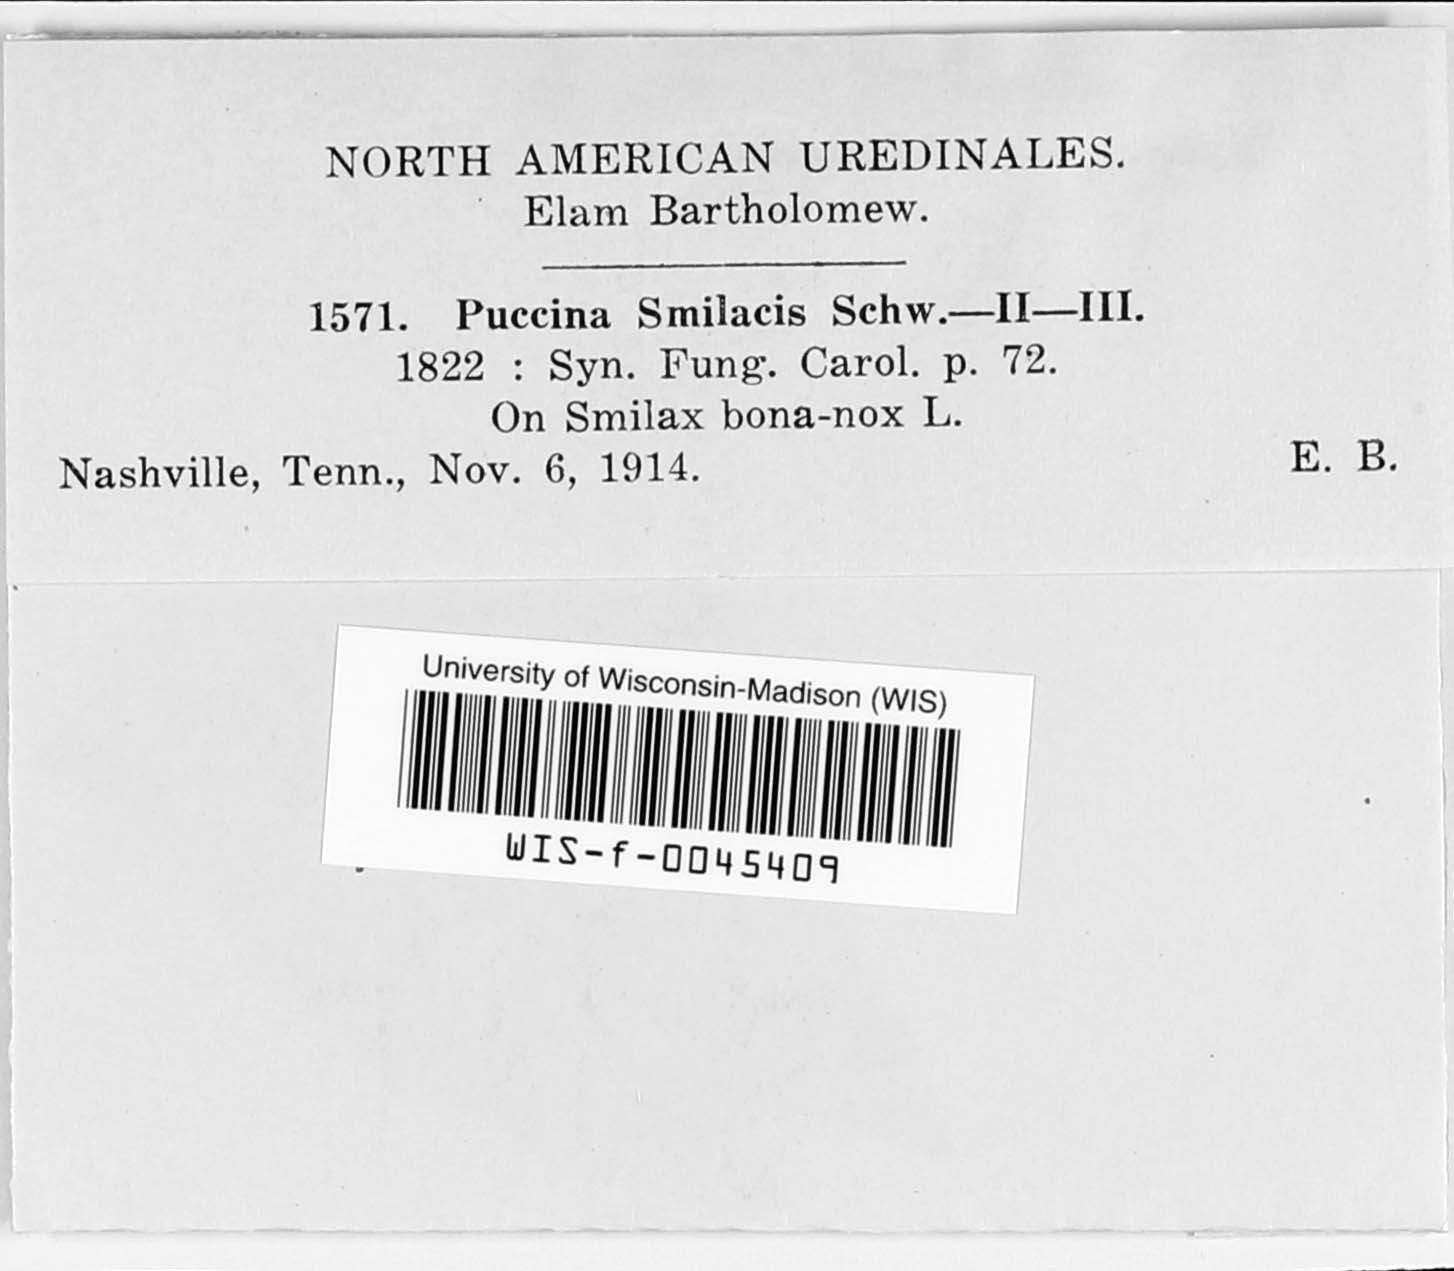 NORTH AMERICAN UREDINALES.
Elam Bartholomew.
1571. Puccina Smilacis Schw.—II—III.
1822 : Syn. Fung. Carol. p. 72.
On Smilax bona-nox L.
Nashville, Tenn., Nov. 6, 1914. E. B.
University of Wisconsin-Madison (WIS)
WIS-f-0045409